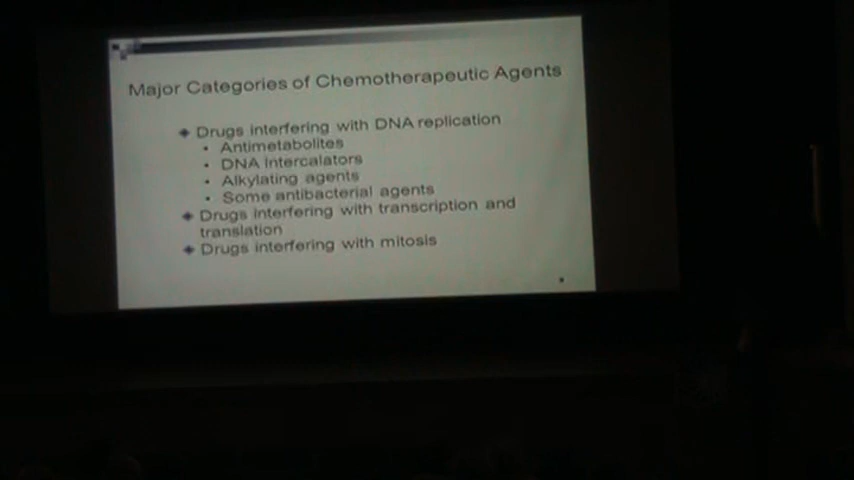 Major Categories of Chemotherapeutic Agents
Drugs interfering with DNA replication
Antimetabolites
DNA Intercalators
Alkylating agents
Some antibacterial agents
Drugs interfering with transcription and
translation
Drugs interfering with mitosis